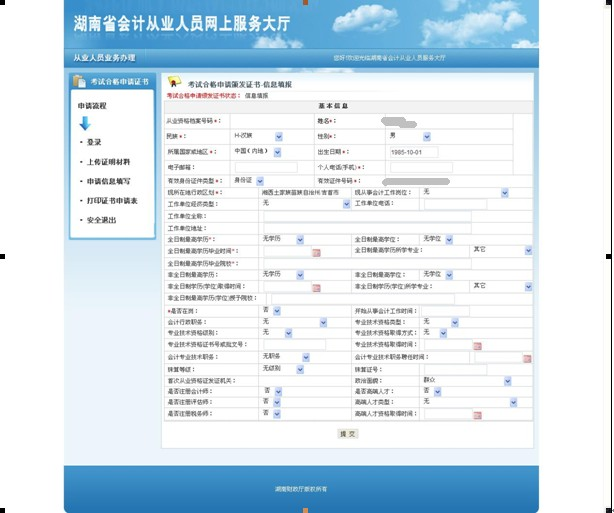 湖南省会计从业人员网上服务大厅
从业人员业务办理
您好!欢迎光临湖南省会计从业人员服务大厅
考试合格申请证书
申请流程
· 登录
· 上传证明材料
· 申请信息填写
· 打印证书申请表
· 安全退出
考试合格申请颁发证书-信息填报
考试合格申请颁发证书状态： 信息填报
基本信息
从业资格档案号码*： 姓名*：
民族*： H-汉族 性别*： 男
所属国家或地区*： 中国（内地） 出生日期*： 1985-10-01
电子邮箱： 个人电话(手机)：
有效身份证件类型*： 身份证 有效证件号码*：
现所在地行政区划*： 湘西土家族苗族自治州吉首市 现从事会计工作岗位： 无
工作单位经济类型： 无 工作单位电话：
工作单位全称：
工作单位地址：
全日制最高学历*： 无学历 全日制最高学位： 无学位
全日制最高学历毕业时间*： 全日制最高学历所学专业： 其它
全日制最高学历毕业院校*：
非全日制最高学历： 无学历 非全日制最高学位： 无学位
非全日制学历(学位)取得时间： 非全日制学历(学位)所学专业： 其它
非全日制最高学历(学位)授予院校：
*是否在岗： 否 开始从事会计工作时间：
会计行政职务： 无 专业技术资格类型： 无
专业技术资格级别： 无 专业技术资格取得方式： 无
专业技术资格证书号或批文号： 专业技术资格取得时间：
会计专业技术职务： 无职务 会计专业技术职务聘任时间：
珠算等级： 无级别 珠算证号：
首次从业资格证发证机关： 政治面貌： 群众
是否注册会计师： 否 是否高端人才： 否
是否注册评估师： 否 高端人才类型： 无
是否注册税务师： 否 高端人才资格取得时间：
提 交
湖南财政厅版权所有